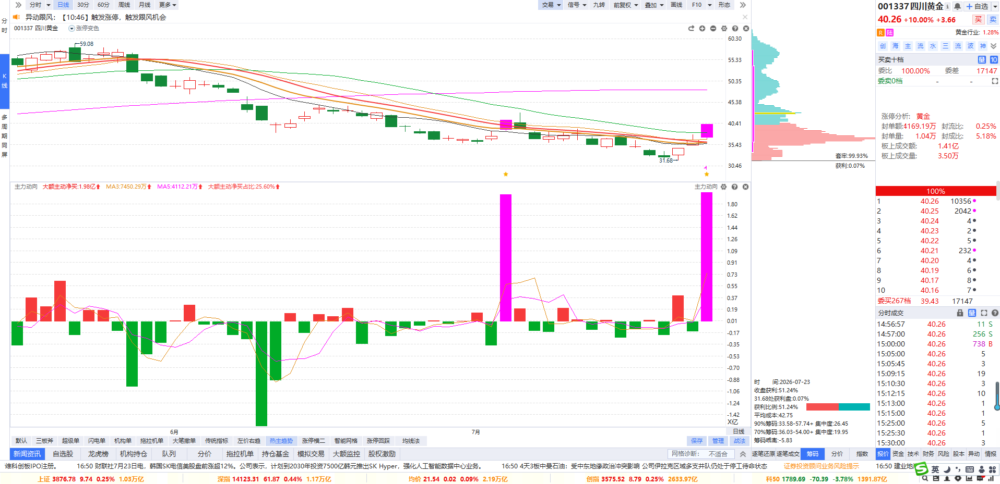 分时 日线 30分 60分 周线 月线 更多 交易 信号 九转 前复权 叠加 画线 F10 形态
001337 四川黄金 自选
40.26 +10.00% +3.66 买 卖
异动跟风：【10:46】触发涨停，触发跟风机会
001337 四川黄金 涨停变色
R 陆 黄金行业: 1.28%
创 海 主 流 水 三 流 波 神
买卖十档 量 10
委比 100.00% 委差 17147
委卖0档 - -
涨停分析: 黄金
封单额:4169.19万 封流比: 0.25%
封单量: 1.04万 封成比: 5.18%
板上成交额: 1.41亿
板上成交量: 3.50万
分时
K线
多周期同屏
59.08
31.68
60.30
55.33
50.35
45.38
40.41
35.43
30.46
套牢:99.93%
获利:0.07%
主力动向 大额主动净买:1.98亿 MA3:7450.29万 MA5:4112.21万 大额主动净买占比:25.60% 主力动向
1.80
1.62
1.44
1.26
1.09
0.91
0.73
0.55
0.37
0.19
0.01
-0.17
-0.35
-0.53
-0.70
-0.88
-1.06
-1.24
-1.42
X亿
6月 7月 日线
时 间:2026-07-23
收盘获利:51.24%
31.68处获利盘:0.07%
获利比例:51.24%
平均成本:42.75
90%筹码:33.58-57.74+ 集中度:26.45
70%筹码:36.03-54.00+ 集中度:19.95
筹码乖离:-5.83
100%
1 40.26 10356
2 40.25 2042
3 40.24 4
4 40.23 2
5 40.22 5
6 40.21 232
7 40.20 4
8 40.19 6
9 40.17 8
10 40.16 7
委买267档 39.43 17147
分时成交 量
14:56:57 40.26 11 S
14:57:00 40.26 256 S
15:00:00 40.26 738 B
15:05:00 40.26 5
15:05:45 40.26 3
15:09:15 40.26 19
15:10:30 40.26 3
15:12:15 40.26 10
15:13:00 40.26 1
15:15:00 40.26 1
15:25:00 40.26 5
15:25:30 40.26 1
15:30:00 40.26 3
默认 三板斧 超级单 闪电单 机构单 拖拉机单 大笔撤单 传统指标 左价右趋 热主趋势 涨停横二 智能网格 涨停回踩 均线法 保存 管理 战法
新闻资讯 自选股 龙虎榜 机构持仓 队列 分价 拖拉机单 持仓基金 模拟交易 大额监控 股权激励 网格诊断: 不适合 逐笔还原 逐笔成交 筹码 分价 指数 报价 资金 技术 财务 风险 股本 异动 情报
维科创板IPO注册。 16:50 财联社7月23日电，韩国SK电信美股盘前涨超12%。公司表示，计划到2030年投资7500亿韩元推出SK Hyper，强化人工智能数据中心业务。 16:50 4天3板中曼石油：受中东地缘政治冲突影响 公司伊拉克区域多支井队仍处于停工待命状态 证券投资顾问业务风险提示 16:50 建业地
S 英
上证 3876.78 9.74 0.25% 1.03万亿 深指 14123.31 61.87 0.44% 1.17万亿 均价 21.54 0.02 0.09% 2.19万亿 创指 3575.52 8.79 0.25% 2633.97亿 科50 1789.69 -70.39 -3.78% 1391.87亿